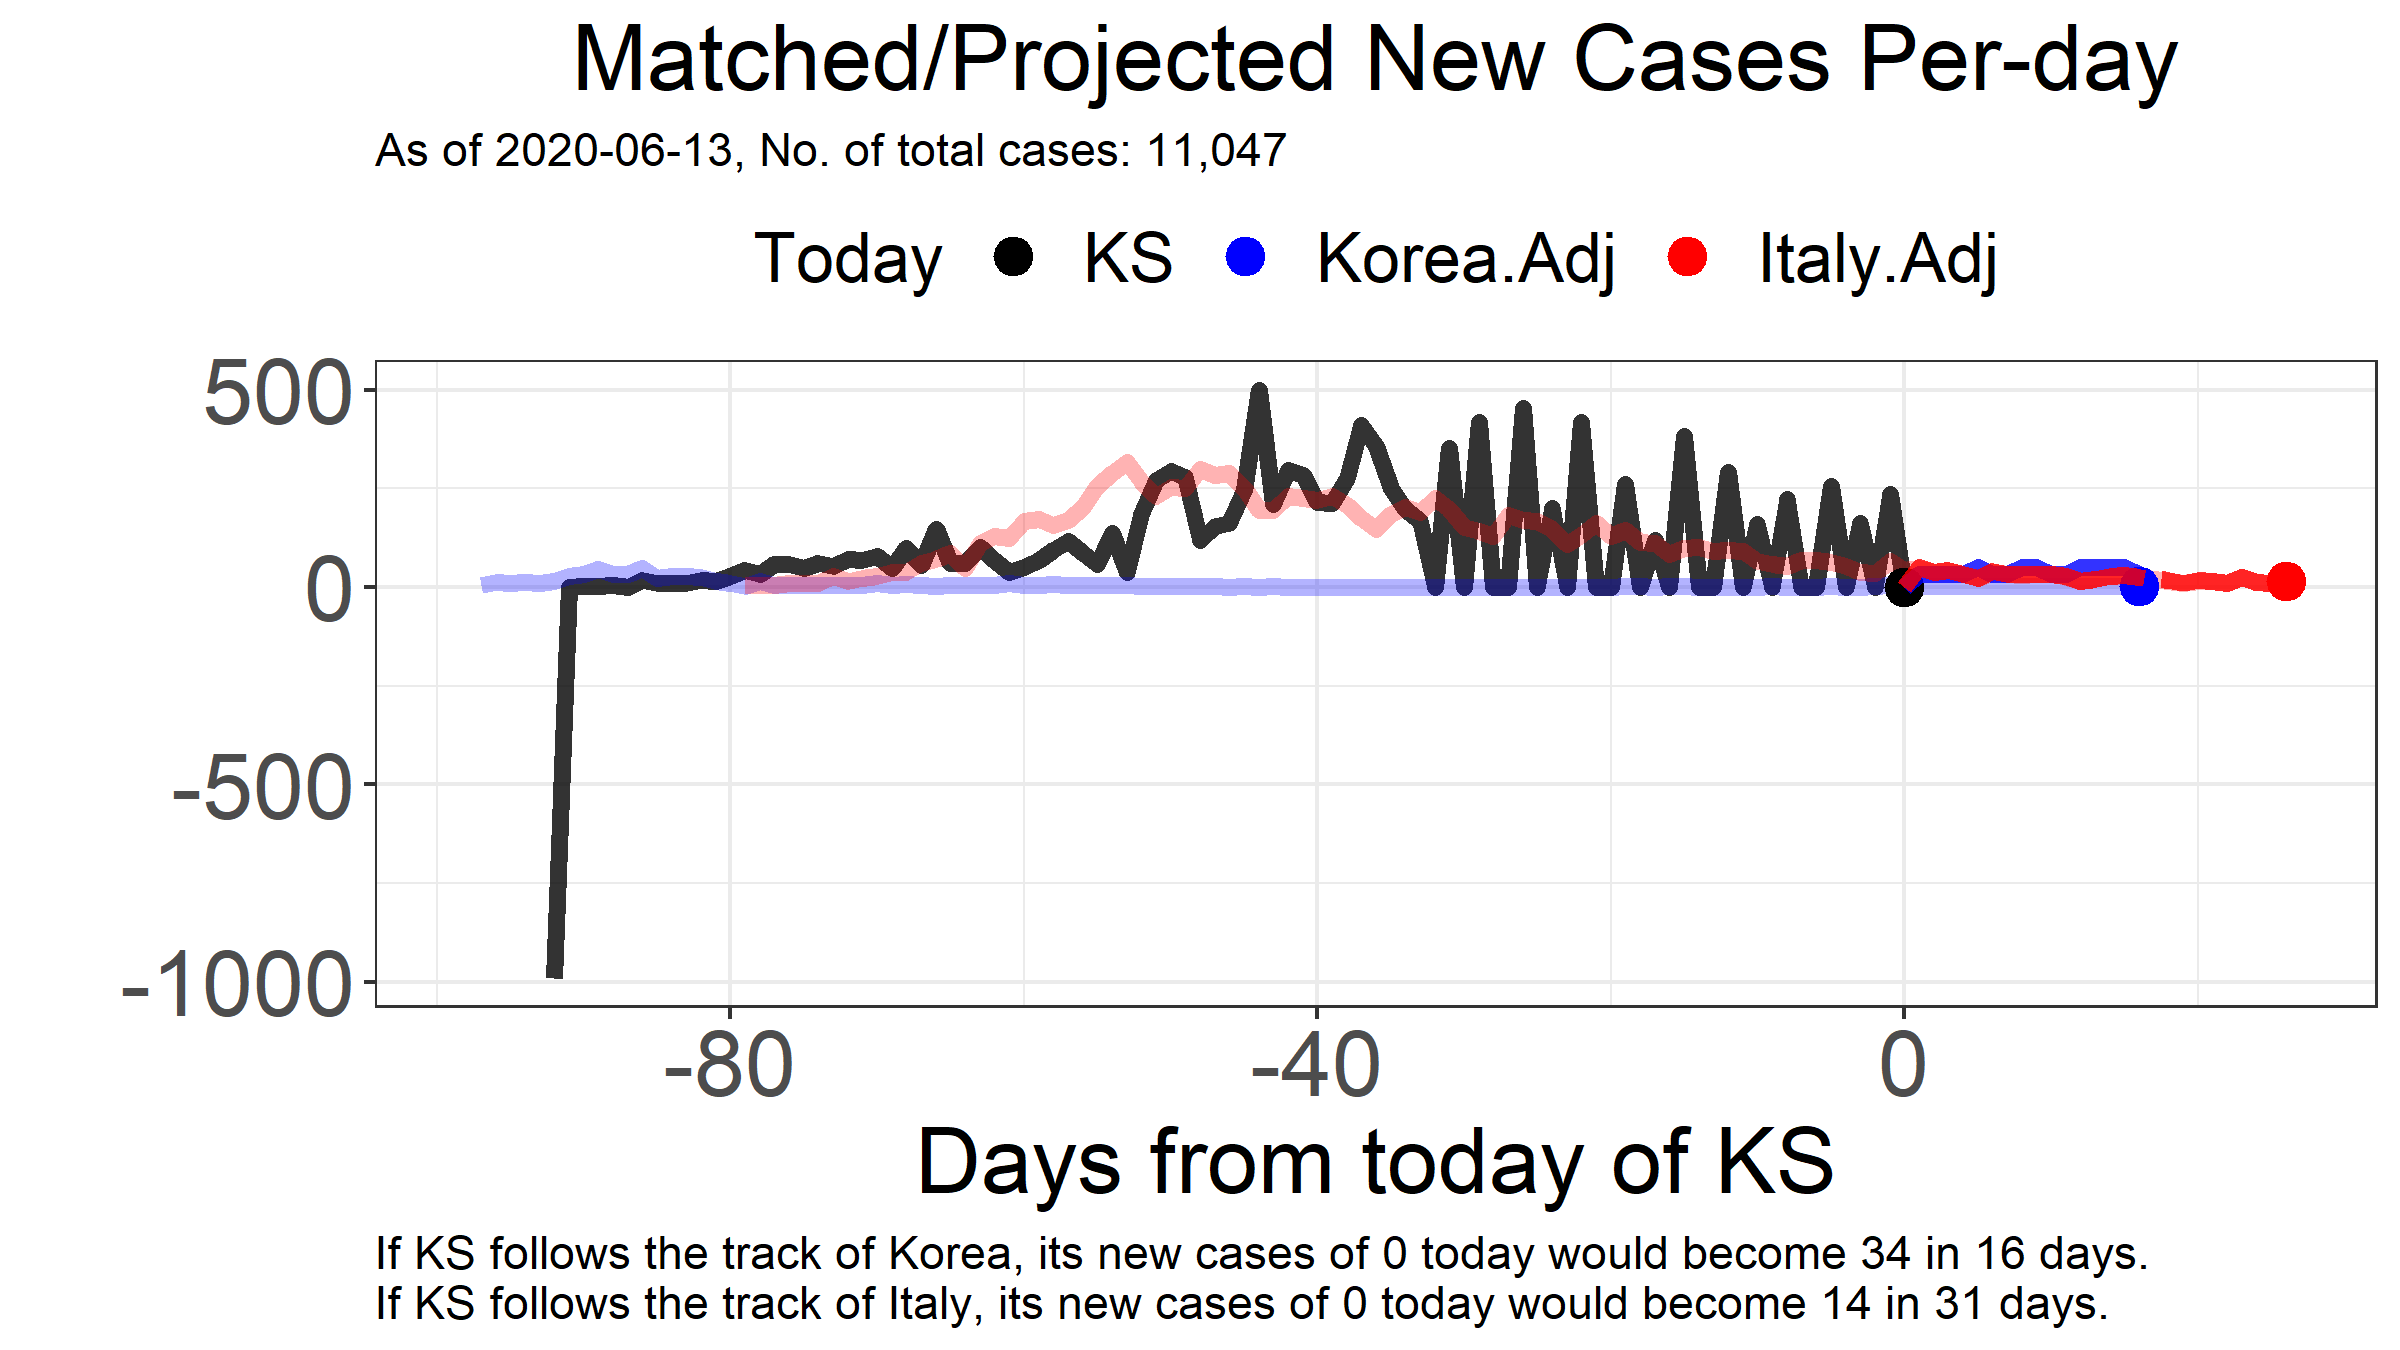 Matched/Projected New Cases Per-day
As of 2020-06-13, No. of total cases: 11,047
Today KS Korea.Adj Italy.Adj
500
0
-500
-1000
-80 -40 0
Days from today of KS
If KS follows the track of Korea, its new cases of 0 today would become 34 in 16 days.
If KS follows the track of Italy, its new cases of 0 today would become 14 in 31 days.